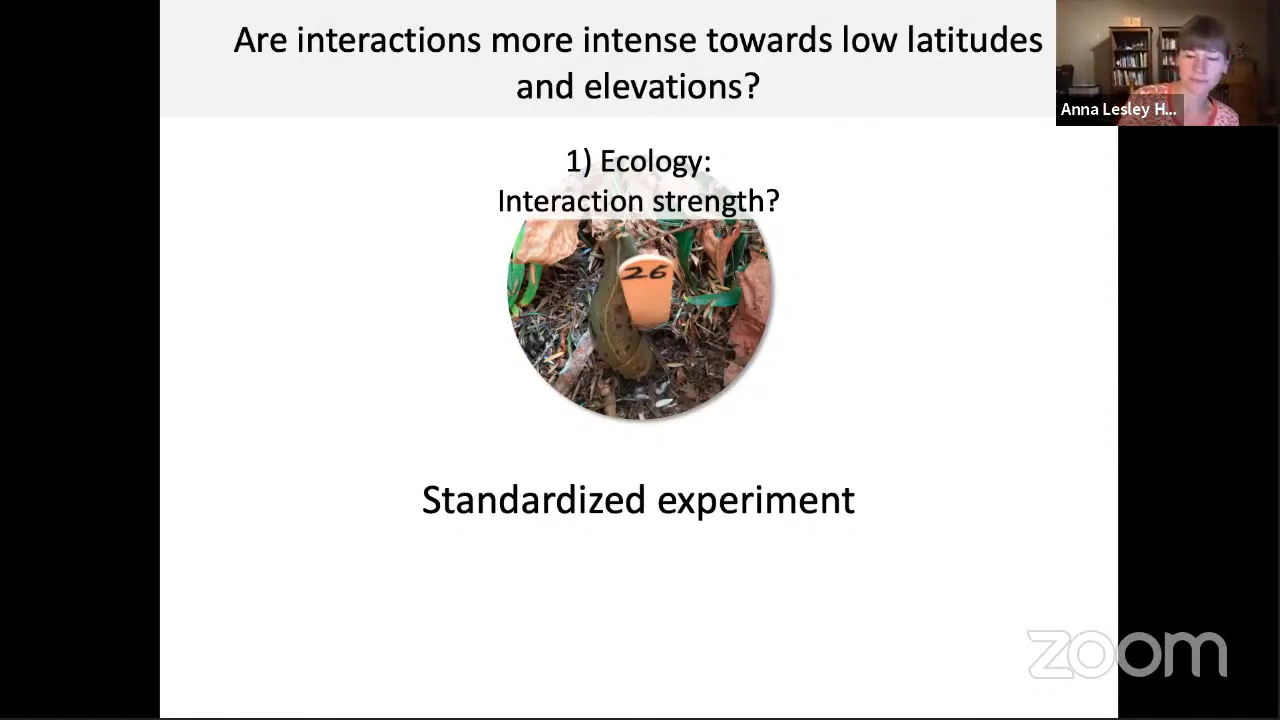 Are interactions more intense towards low latitudes
and elevations?
Anna Lesley H...
1) Ecology:
Interaction strength?
26
Standardized experiment
zoom